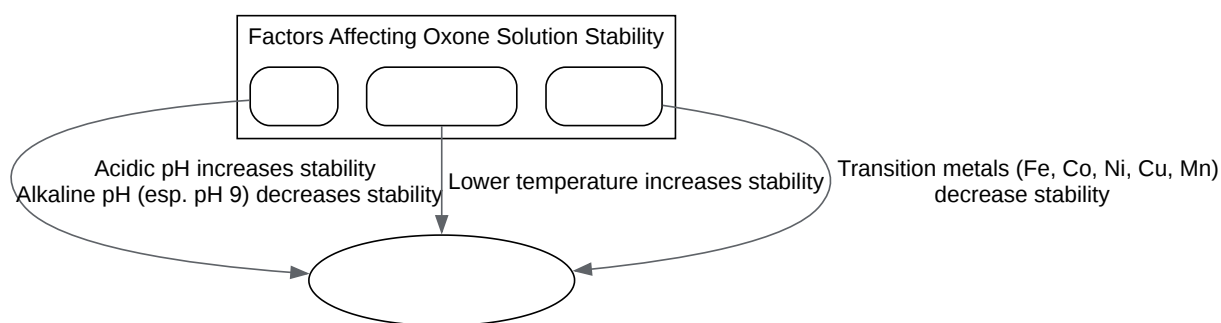 Factors Affecting Oxone Solution Stability
Acidic pH increases stability
Alkaline pH (esp. pH 9) decreases stability
Lower temperature increases stability
Transition metals (Fe, Co, Ni, Cu, Mn)
decrease stability